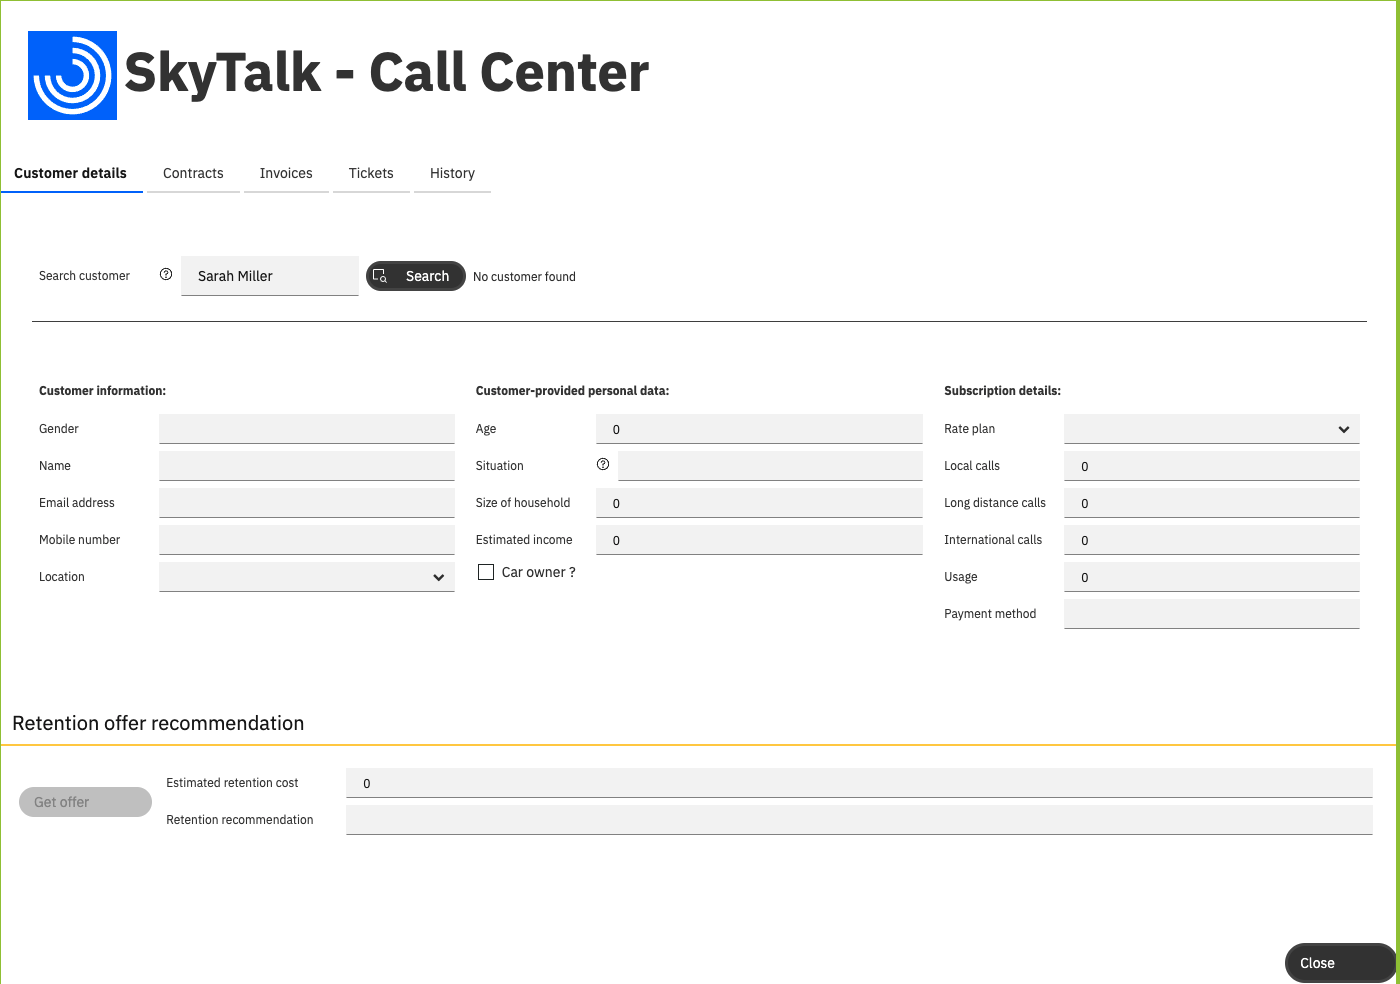 SkyTalk - Call Center
Customer details Contracts Invoices Tickets History
Search customer ? Sarah Miller Search No customer found
Customer information: Customer-provided personal data: Subscription details:
Gender Age 0 Rate plan
Name Situation ? Local calls 0
Email address Size of household 0 Long distance calls 0
Mobile number Estimated income 0 International calls 0
Location Car owner ? Usage 0
Payment method
Retention offer recommendation
Estimated retention cost 0
Get offer
Retention recommendation
Close